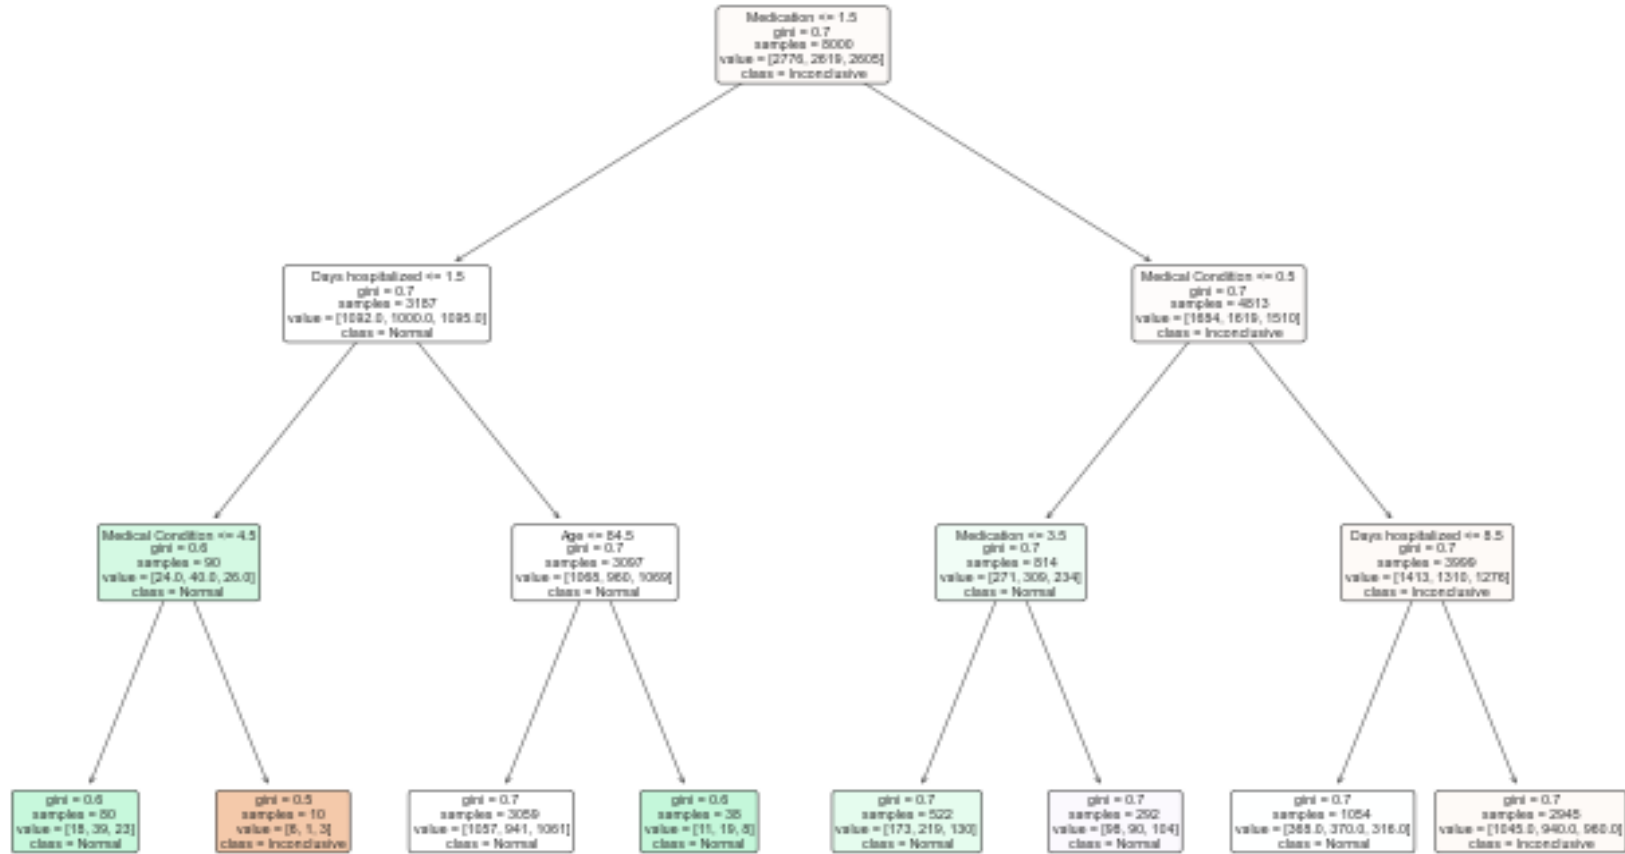 Medication <= 1.5
gini = 0.7
samples = 8000
value = [2776, 2619, 2605]
class = Inconclusive
Days hospitalized <= 1.5
gini = 0.7
samples = 3187
value = [1092.0, 1000.0, 1095.0]
class = Normal
Medical Condition <= 0.5
gini = 0.7
samples = 4813
value = [1684, 1619, 1510]
class = Inconclusive
Medical Condition <= 4.5
gini = 0.6
samples = 90
value = [24.0, 40.0, 26.0]
class = Normal
Age <= 84.5
gini = 0.7
samples = 3097
value = [1068, 960, 1069]
class = Normal
Medication <= 3.5
gini = 0.7
samples = 814
value = [271, 309, 234]
class = Normal
Days hospitalized <= 8.5
gini = 0.7
samples = 3999
value = [1413, 1310, 1276]
class = Inconclusive
gini = 0.6
samples = 80
value = [18, 39, 23]
class = Normal
gini = 0.5
samples = 10
value = [6, 1, 3]
class = Inconclusive
gini = 0.7
samples = 3059
value = [1057, 941, 1061]
class = Normal
gini = 0.6
samples = 38
value = [11, 19, 8]
class = Normal
gini = 0.7
samples = 522
value = [173, 219, 130]
class = Normal
gini = 0.7
samples = 292
value = [98, 90, 104]
class = Normal
gini = 0.7
samples = 1054
value = [368.0, 370.0, 316.0]
class = Normal
gini = 0.7
samples = 2945
value = [1045.0, 940.0, 960.0]
class = Inconclusive